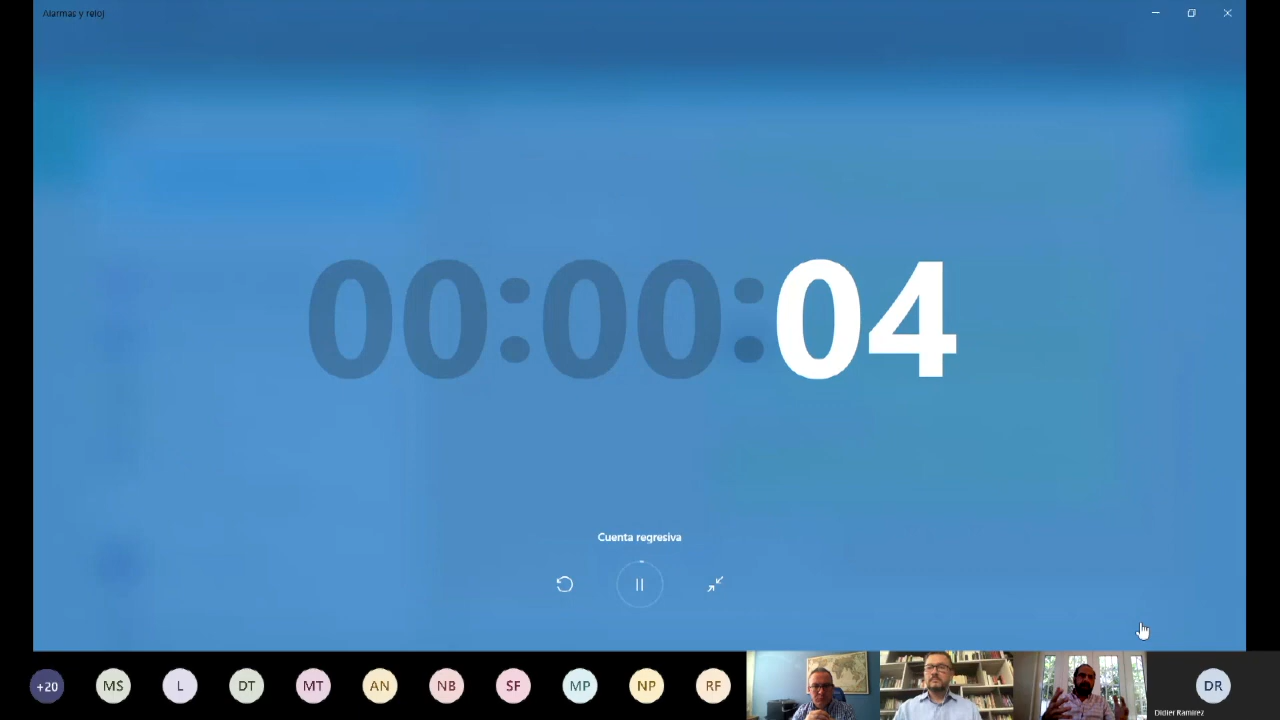 Alarmas y reloj
00:00:04
Cuenta regresiva
+20 MS L DT MT AN NB SF MP NP RF DR
Didier Ramirez